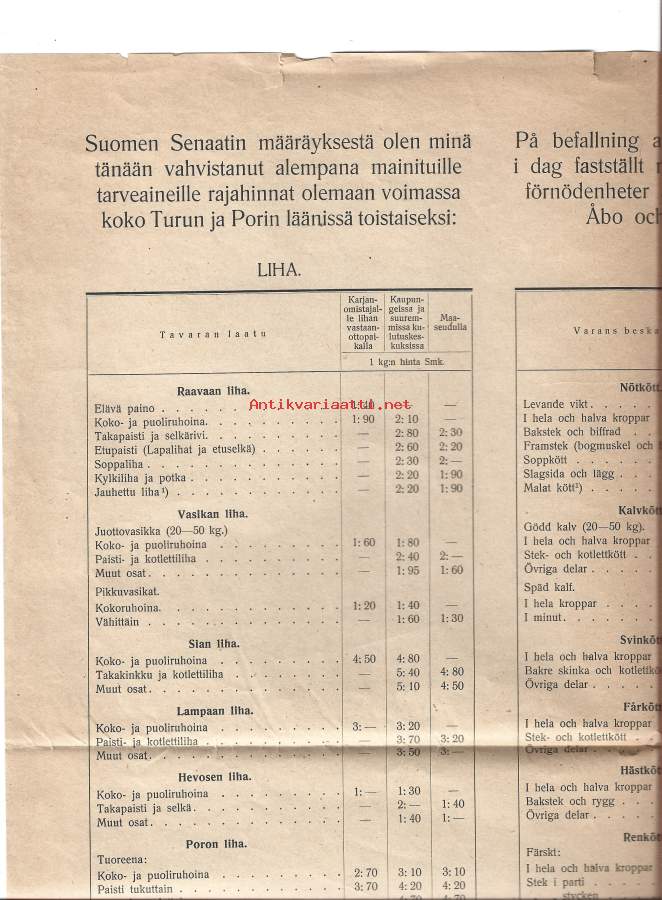 Suomen Senaatin määräyksestä olen minä
tänään vahvistanut alempana mainituille
tarveaineille rajahinnat olemaan voimassa
koko Turun ja Porin läänissä toistaiseksi:
LIHA.
Tavaran laatu
Karjan-
omistajal-
le lihan
vastaan-
ottopai-
kalla
Kaupun-
geissa ja
suurem-
missa ku-
lutuskes-
kuksissa
Maa-
seudulla
1 kg:n hinta Smk.
Raavaan liha.
Elävä paino . . . 1:40 — —
Koko- ja puoliruhoina. . . . 1:90 2:10 —
Takapaisti ja selkärivi. . . . — 2:80 2:30
Etupaisti (Lapalihat ja etuselkä) . . . — 2:60 2:20
Soppaliha . . . — 2:30 2:—
Kylkiliha ja potka . . . — 2:20 1:90
Jauhettu liha¹) . . . — 2:20 1:90
Vasikan liha.
Juottovasikka (20—50 kg.)
Koko- ja puoliruhoina . . . 1:60 1:80 —
Paisti- ja kotlettiliha . . . — 2:40 2:—
Muut osat . . . — 1:95 1:60
Pikkuvasikat.
Kokoruhoina. . . . 1:20 1:40 —
Vähittäin . . . — 1:60 1:30
Sian liha.
Koko- ja puoliruhoina . . . 4:50 4:80 —
Takakinkku ja kotlettiliha . . . — 5:40 4:80
Muut osat. . . . — 5:10 4:50
Lampaan liha.
Koko- ja puoliruhoina . . . 3:— 3:20 —
Paisti- ja kotlettiliha . . . — 3:70 3:20
Muut osat. . . . — 3:50 3:—
Hevosen liha.
Koko- ja puoliruhoina . . . 1:— 1:30 —
Takapaisti ja selkä. . . . — 2:— 1:40
Muut osat. . . . — 1:40 1:—
Poron liha.
Tuoreena:
Koko- ja puoliruhoina . . . 2:70 3:10 3:10
Paisti tukuttain . . . 3:70 4:20 4:20
Antikvariaatti.net
På befallning a
i dag fastställt
förnödenheter
Åbo och
Varans beska
Nötkött
Levande vikt . . .
I hela och halva kroppar
Bakstek och biffrad . . .
Framstek (bogmuskel och
Soppkött . . .
Slagsida och lägg . . .
Malat kött¹) . . .
Kalvkött
Gödd kalv (20—50 kg).
I hela och halva kroppar
Stek- och kotlettkött . . .
Övriga delar . . .
Späd kalf.
I hela kroppar . . .
I minut. . . .
Svinkött
I hela och halva kroppar
Bakre skinka och kotlettkö
Övriga delar . . .
Fårkött
I hela och halva kroppar
Stek- och kotlettkött . . .
Övriga delar . . .
Hästkött
I hela och halva kroppar
Bakstek och rygg . . .
Övriga delar . . .
Renkött
Färskt:
I hela och halva kroppar
Stek i parti . . .
stycken